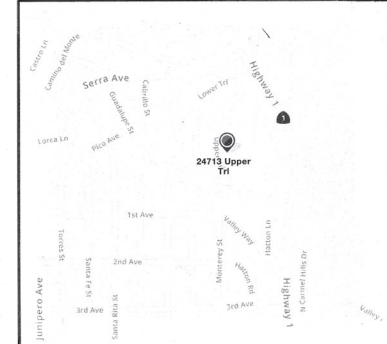 Castro Ln
Camino del Monte
Serra Ave
Guadalupe St
Cabrillo St
Lower Trl
Highway 1
1
Lorca Ln
Pico Ave
24713 Upper
Trl
1st Ave
Torres St
Santa Fe St
2nd Ave
Monterey St
Valley Way
Hatton Rd
Hatton Ln
N Carmel Hills Dr
Highway 1
Junipero Ave
3rd Ave
Santa Rita St
3rd Ave
Valley